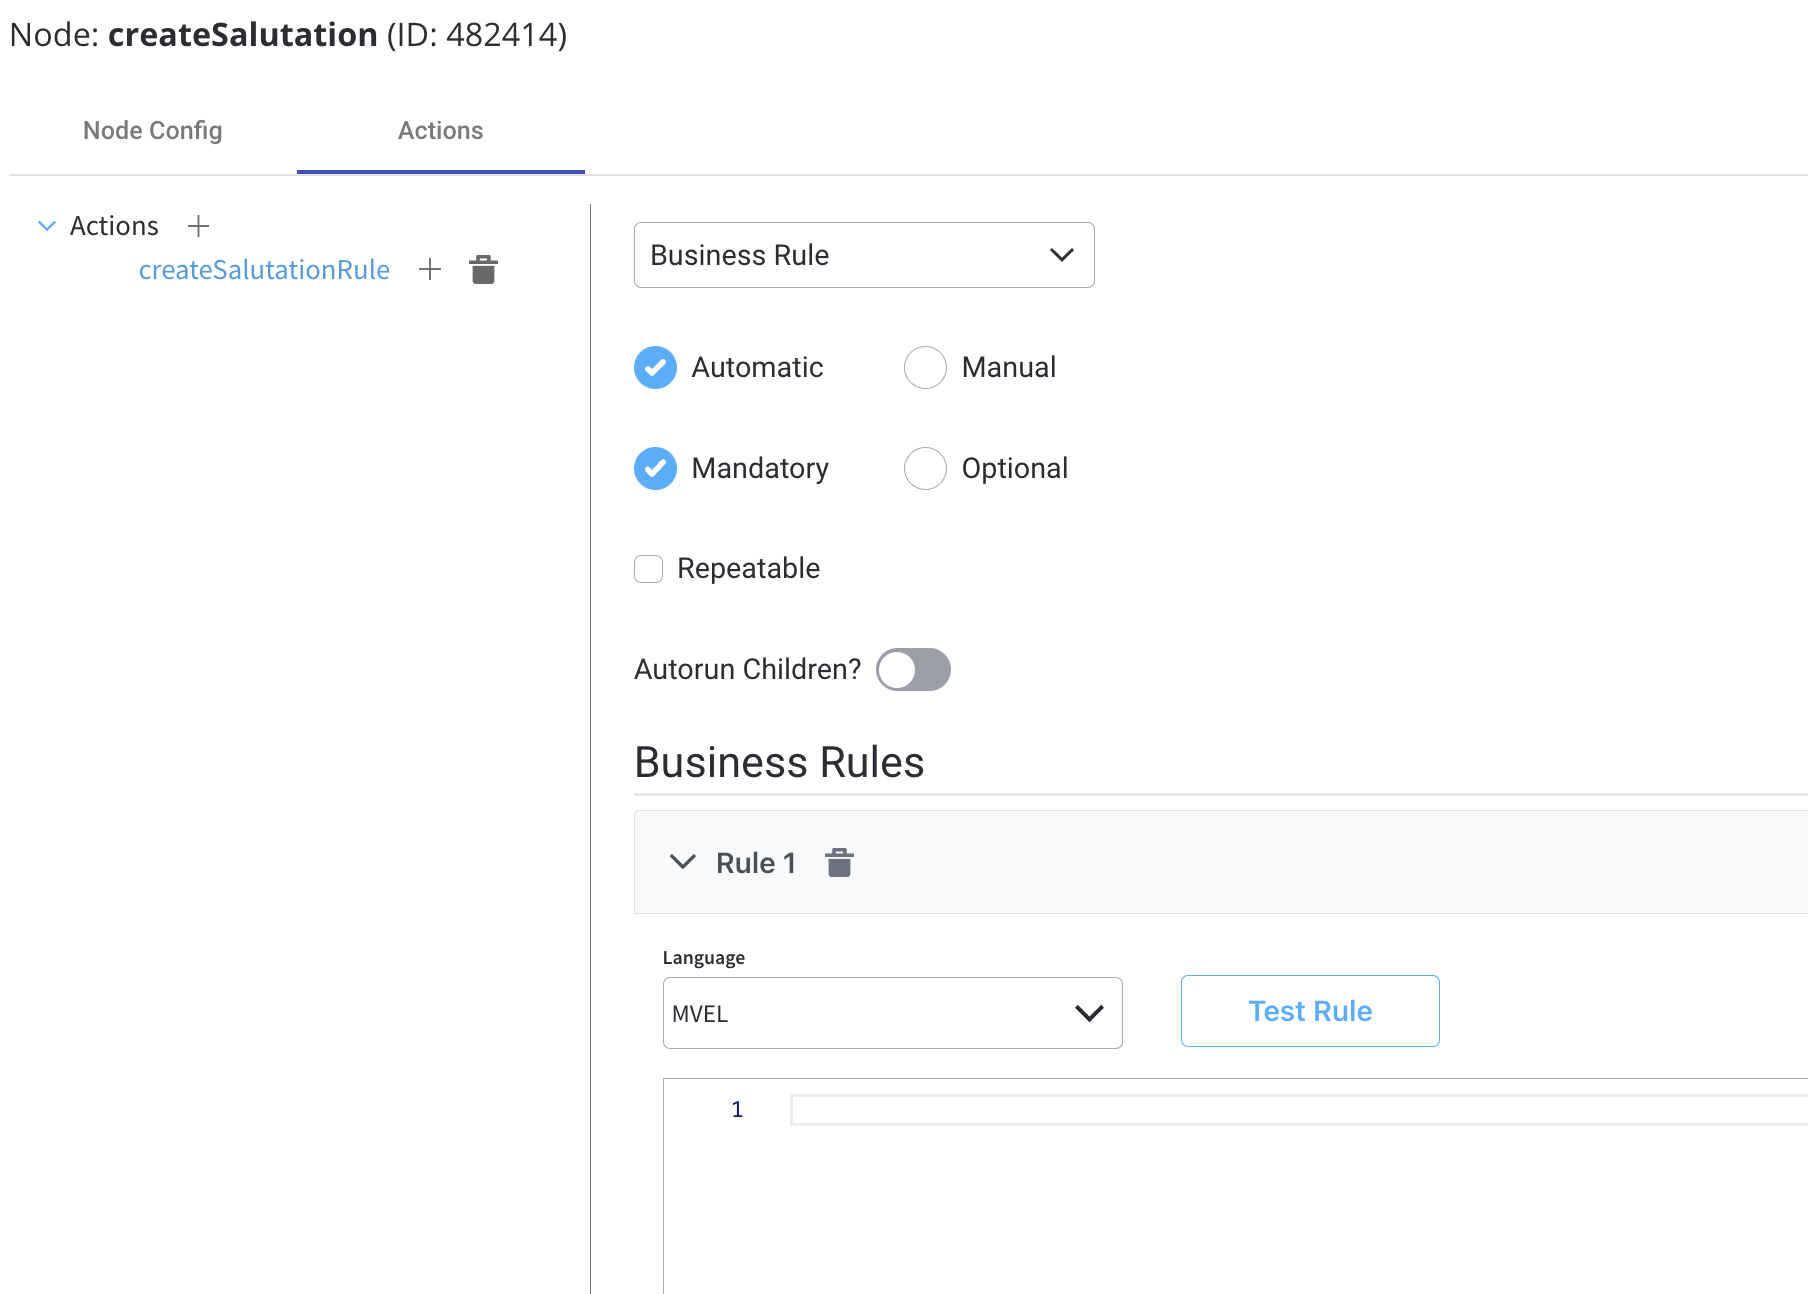 Node: createSalutation (ID: 482414)
Node Config
Actions
Actions
createSalutationRule
Business Rule
Automatic
Manual
Mandatory
Optional
Repeatable
Autorun Children?
Business Rules
Rule 1
Language
MVEL
Test Rule
1